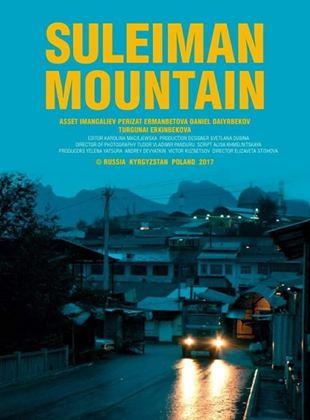 SULEIMAN
MOUNTAIN
ASSET IMANGALIEV PERIZAT ERMANBETOVA DANIEL DAIYRBEKOV
TURGUNAI ERKINBEKOVA
EDITOR KAROLINA MACIEJEWSKA PRODUCTION DESIGNER SVETLANA DUBINA
DIRECTOR OF PHOTOGRAPHY TUDOR VLADIMIR PANDURU SCRIPT ALISA KHMELNITSKAYA
PRODUCERS YELENA YATSURA ANDREY DEVYATKIN VICTOR KUZNETSOV DIRECTOR ELIZAVETA STISHOVA
© RUSSIA KYRGYZSTAN POLAND 2017